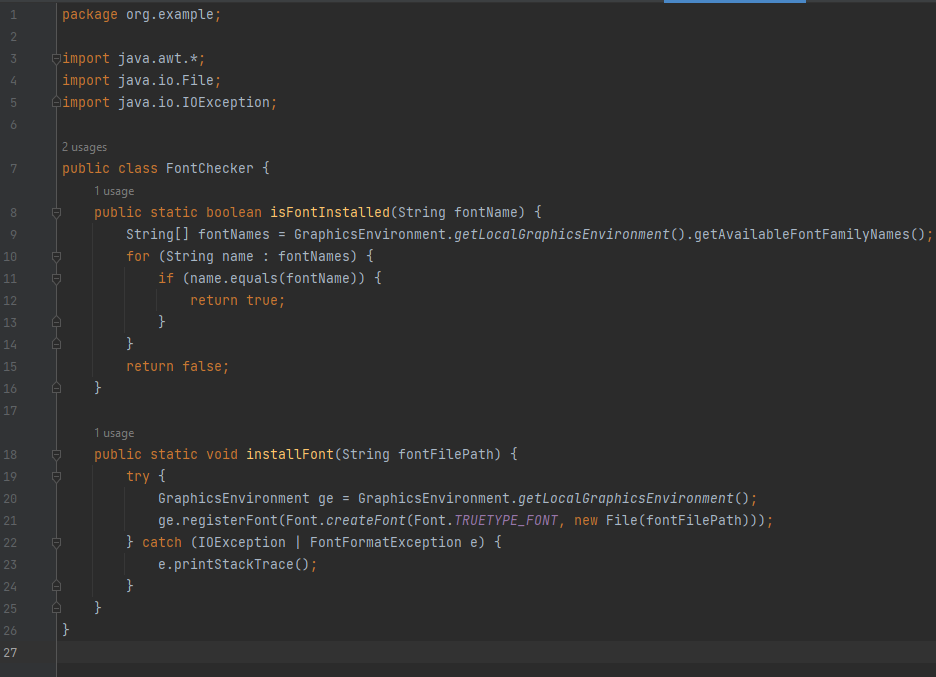 1 package org.example;
2
3 import java.awt.*;
4 import java.io.File;
5 import java.io.IOException;
6
2 usages
7 public class FontChecker {
1 usage
8 public static boolean isFontInstalled(String fontName) {
9 String[] fontNames = GraphicsEnvironment.getLocalGraphicsEnvironment().getAvailableFontFamilyNames();
10 for (String name : fontNames) {
11 if (name.equals(fontName)) {
12 return true;
13 }
14 }
15 return false;
16 }
17
1 usage
18 public static void installFont(String fontFilePath) {
19 try {
20 GraphicsEnvironment ge = GraphicsEnvironment.getLocalGraphicsEnvironment();
21 ge.registerFont(Font.createFont(Font.TRUETYPE_FONT, new File(fontFilePath)));
22 } catch (IOException | FontFormatException e) {
23 e.printStackTrace();
24 }
25 }
26 }
27